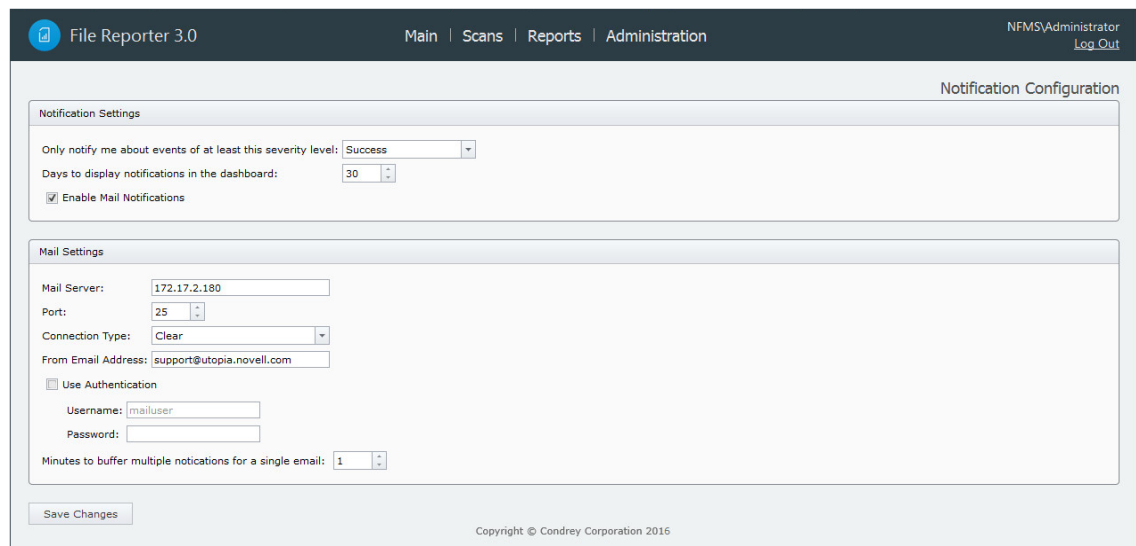 File Reporter 3.0
Main | Scans | Reports | Administration
NFMS\Administrator
Log Out
Notification Configuration
Notification Settings
Only notify me about events of at least this severity level: Success
Days to display notifications in the dashboard: 30
Enable Mail Notifications
Mail Settings
Mail Server: 172.17.2.180
Port: 25
Connection Type: Clear
From Email Address: support@utopia.novell.com
Use Authentication
Username: mailuser
Password:
Minutes to buffer multiple notications for a single email: 1
Save Changes
Copyright © Condrey Corporation 2016